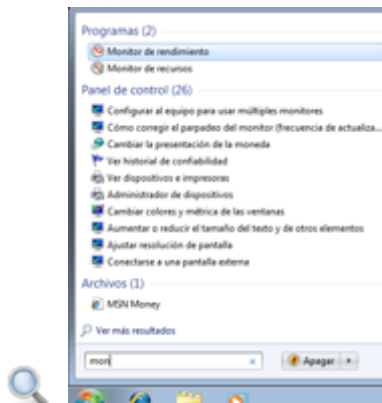 Programas (2)
Monitor de rendimiento
Monitor de recursos
Panel de control (26)
Configurar al equipo para usar múltiples monitores
Cómo corregir el parpadeo del monitor (frecuencia de actualiza...
Cambiar la presentación de la moneda
Ver historial de confiabilidad
Ver dispositivos e impresoras
Administrador de dispositivos
Cambiar colores y métrica de las ventanas
Aumentar o reducir el tamaño del texto y de otros elementos
Ajustar resolución de pantalla
Conectarse a una pantalla externa
Archivos (1)
MSN Money
Ver más resultados
mon
Apagar